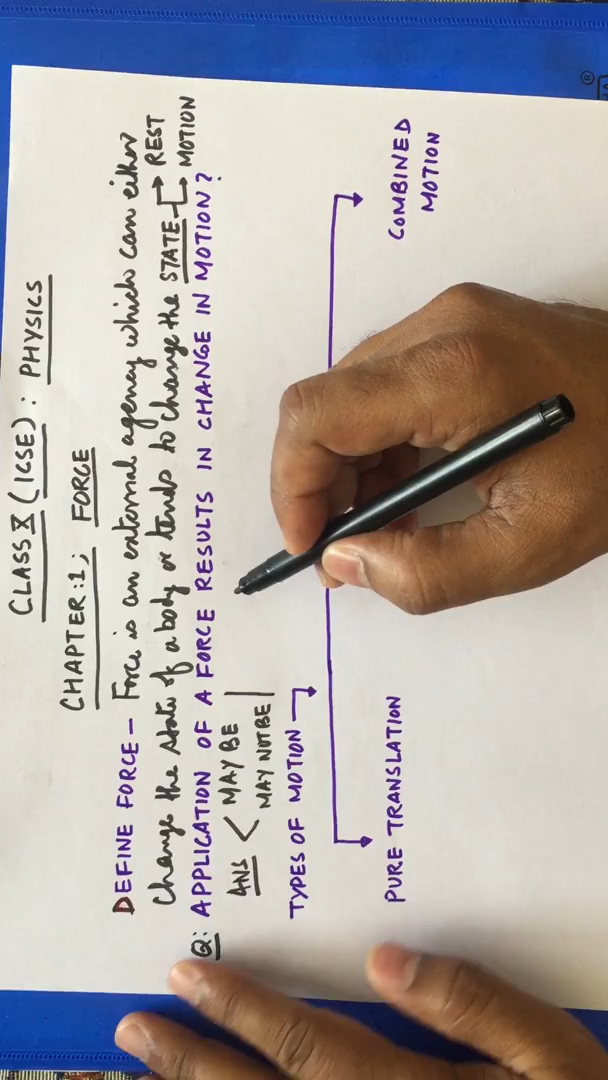 CLASS X (ICSE): PHYSICS
CHAPTER:1; FORCE
DEFINE FORCE - Force is an external agency which can either
change the state of a body or tends to change the STATE → REST
→ MOTION
Q: APPLICATION OF A FORCE RESULTS IN CHANGE IN MOTION?
ANS < MAY BE
MAY NOT BE
TYPES OF MOTION
PURE TRANSLATION
COMBINED
MOTION